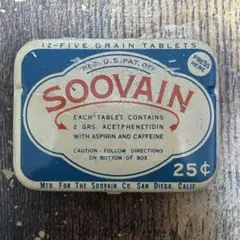 12-FIVE GRAIN TABLETS
PRESS
HERE
REG. U.S. PAT. OFF.
SOOVAIN
EACH TABLET CONTAINS
2 GRS. ACETPHENETIDIN
WITH ASPIRIN AND CAFFEINE
CAUTION - FOLLOW DIRECTIONS
ON BOTTOM OF BOX
25¢
MFD. FOR THE SOOVAIN CO. SAN DIEGO, CALIF.